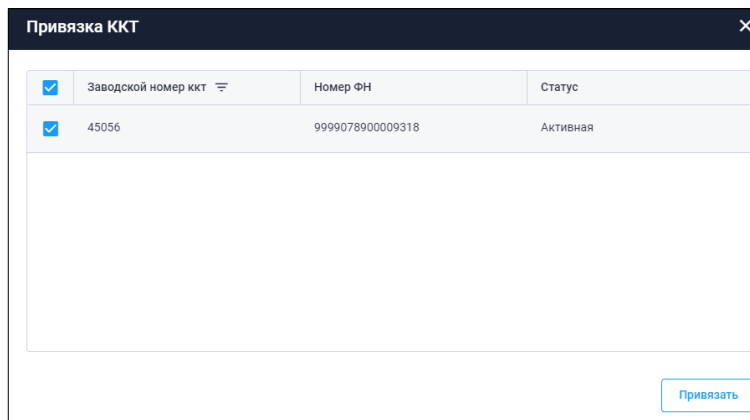 Привязка ККТ
Заводской номер ккт Номер ФН Статус
45056 9999078900009318 Активная
Привязать